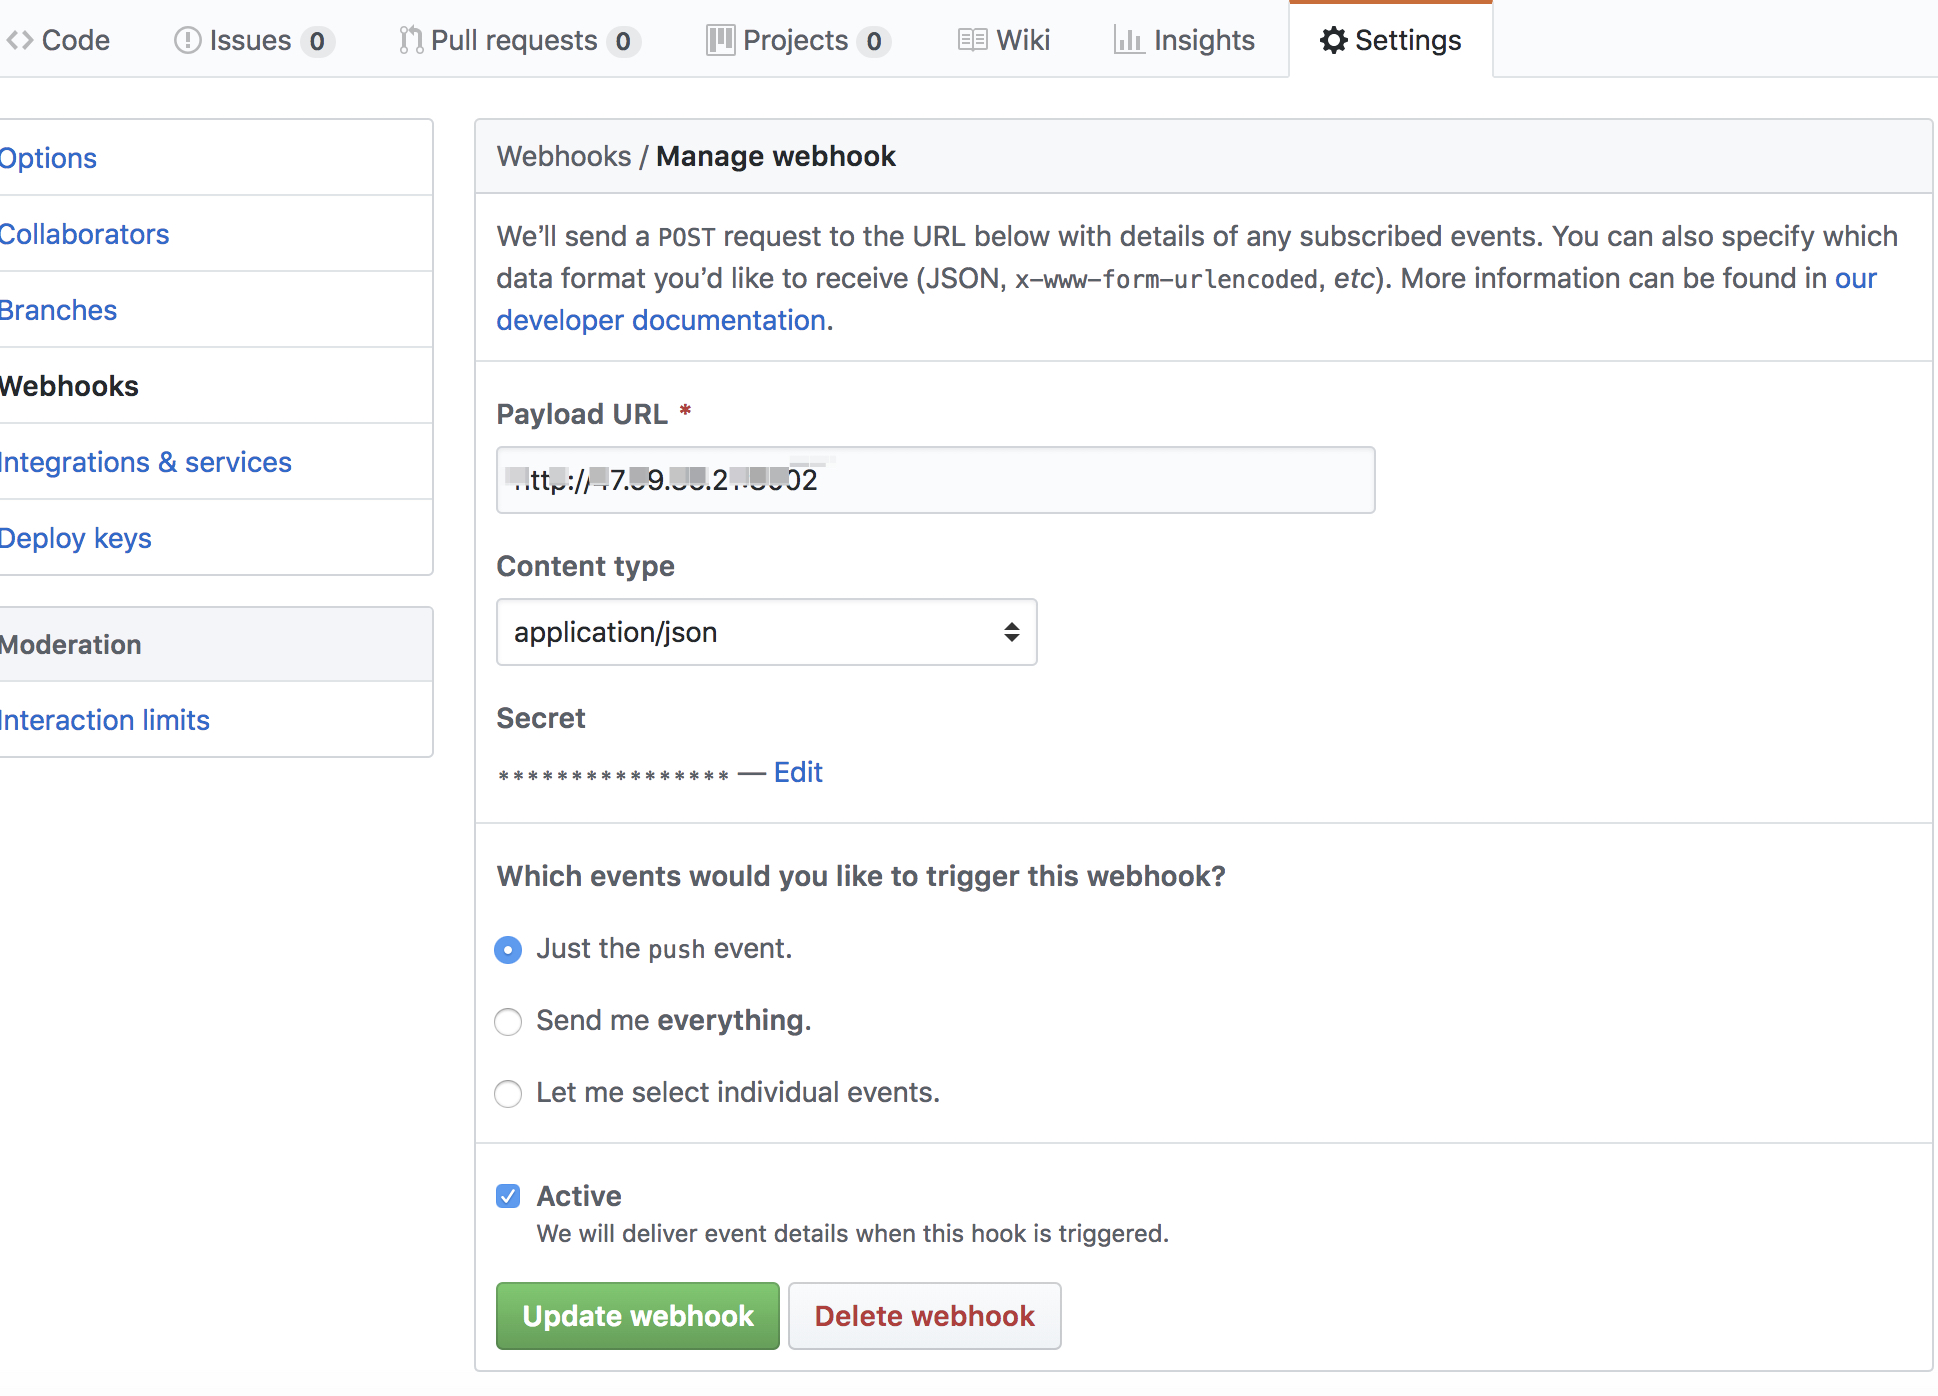 Code Issues 0 Pull requests 0 Projects 0 Wiki Insights Settings
Options
Collaborators
Branches
Webhooks
Integrations & services
Deploy keys
Moderation
Interaction limits
Webhooks / Manage webhook
We’ll send a POST request to the URL below with details of any subscribed events. You can also specify which
data format you’d like to receive (JSON, x-www-form-urlencoded, etc). More information can be found in our
developer documentation.
Payload URL *
Content type
application/json
Secret
**************** — Edit
Which events would you like to trigger this webhook?
Just the push event.
Send me everything.
Let me select individual events.
Active
We will deliver event details when this hook is triggered.
Update webhook Delete webhook